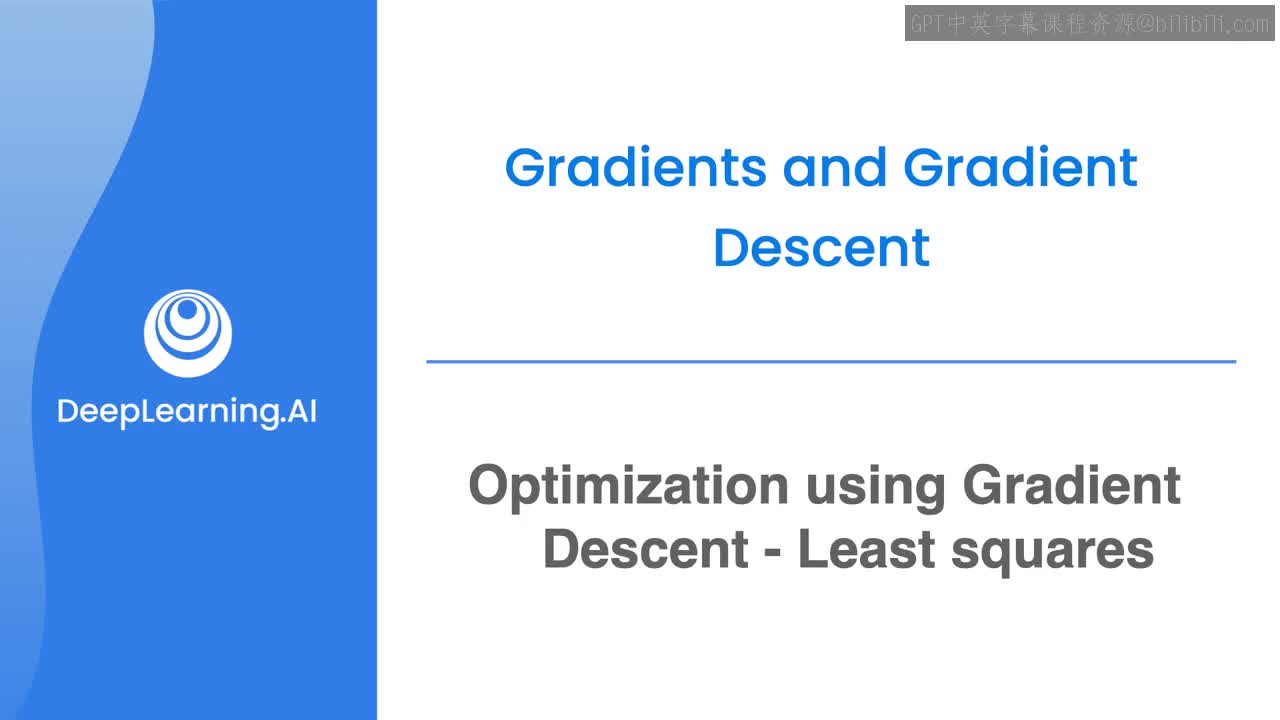 GPT中英字幕课程资源@bilibili.com
Gradients and Gradient
Descent
DeepLearning.AI
Optimization using Gradient
Descent - Least squares